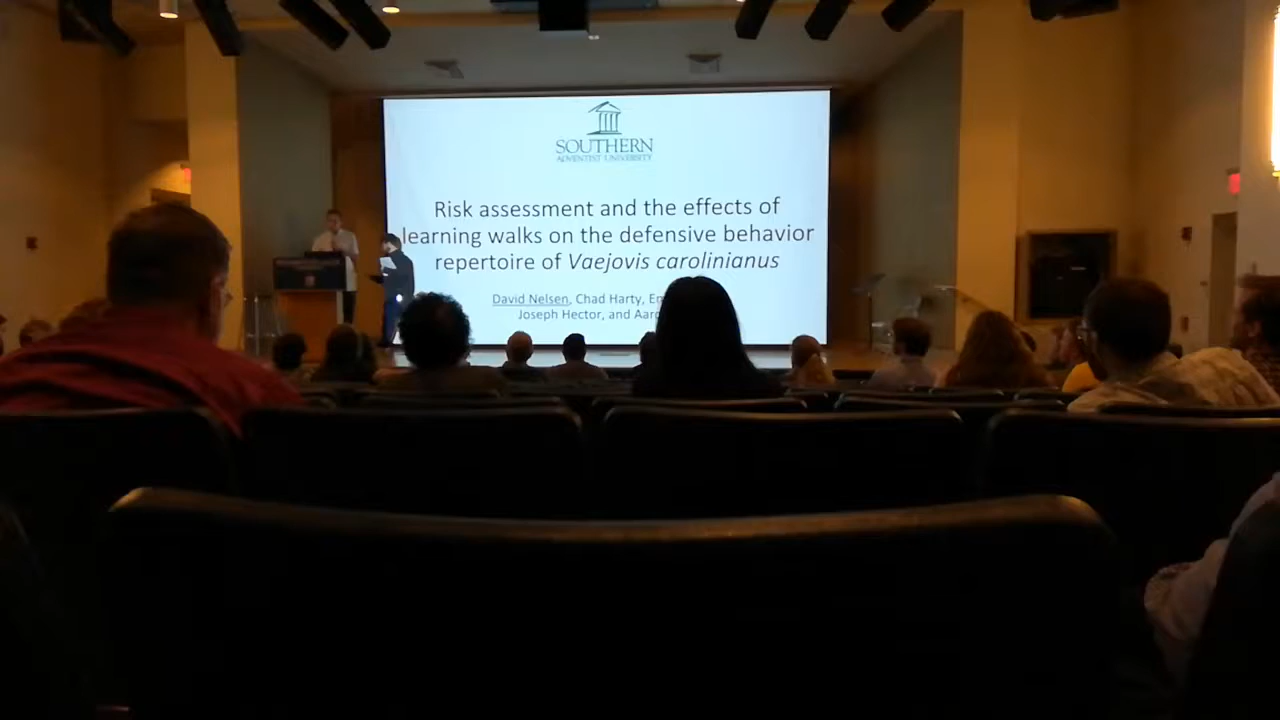 SOUTHERN
ADVENTIST UNIVERSITY
Risk assessment and the effects of
learning walks on the defensive behavior
repertoire of Vaejovis carolinianus
David Nelsen, Chad Harty,
Joseph Hector, and